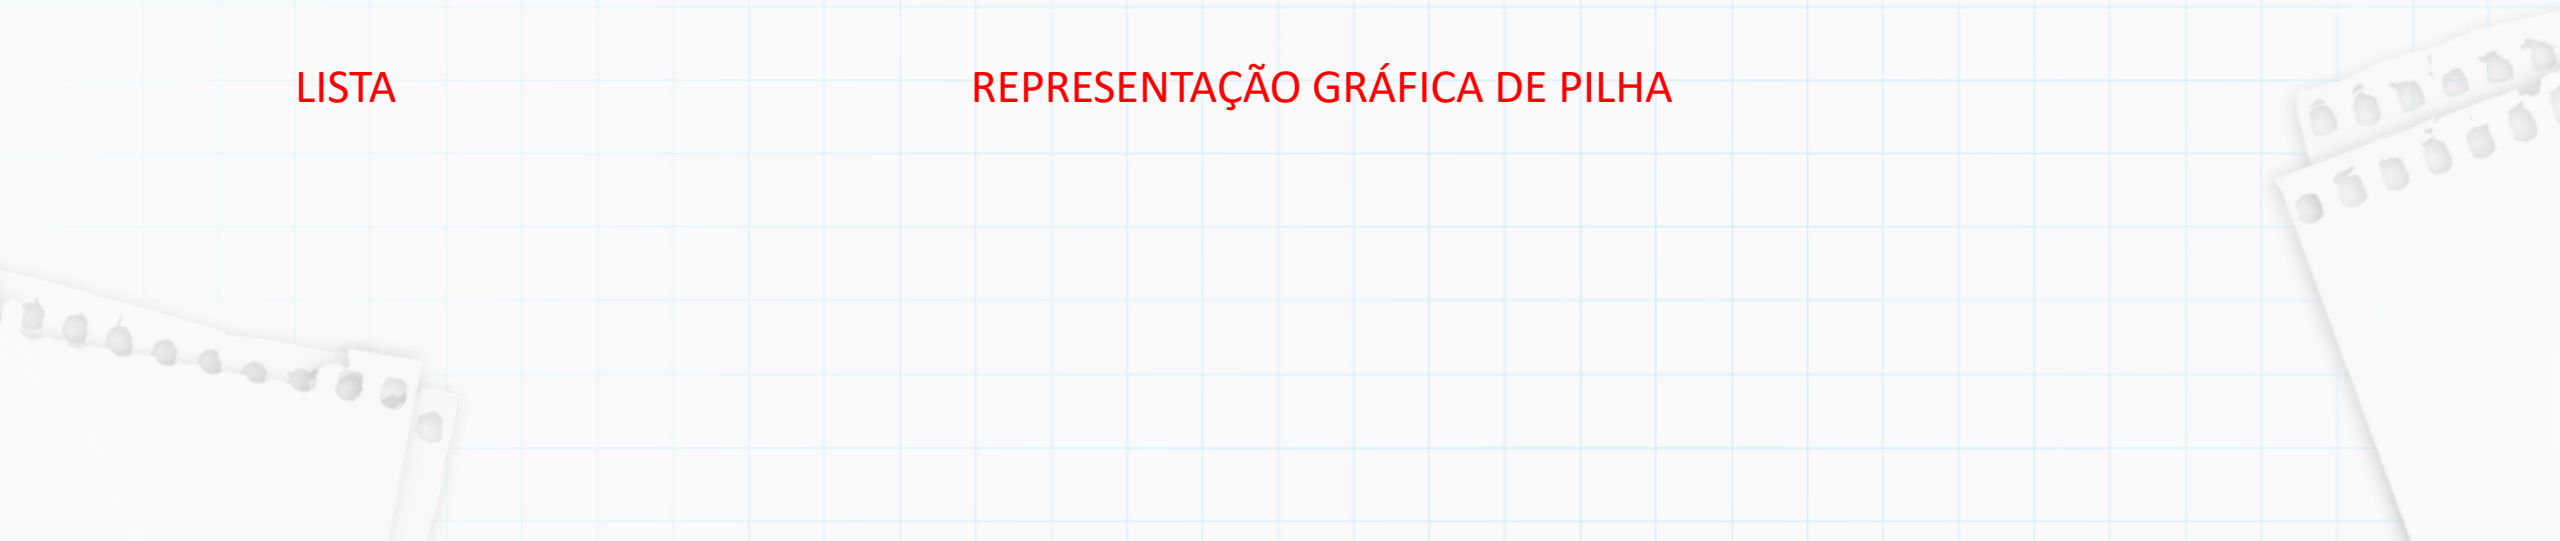 LISTA
REPRESENTAÇÃO GRÁFICA DE PILHA